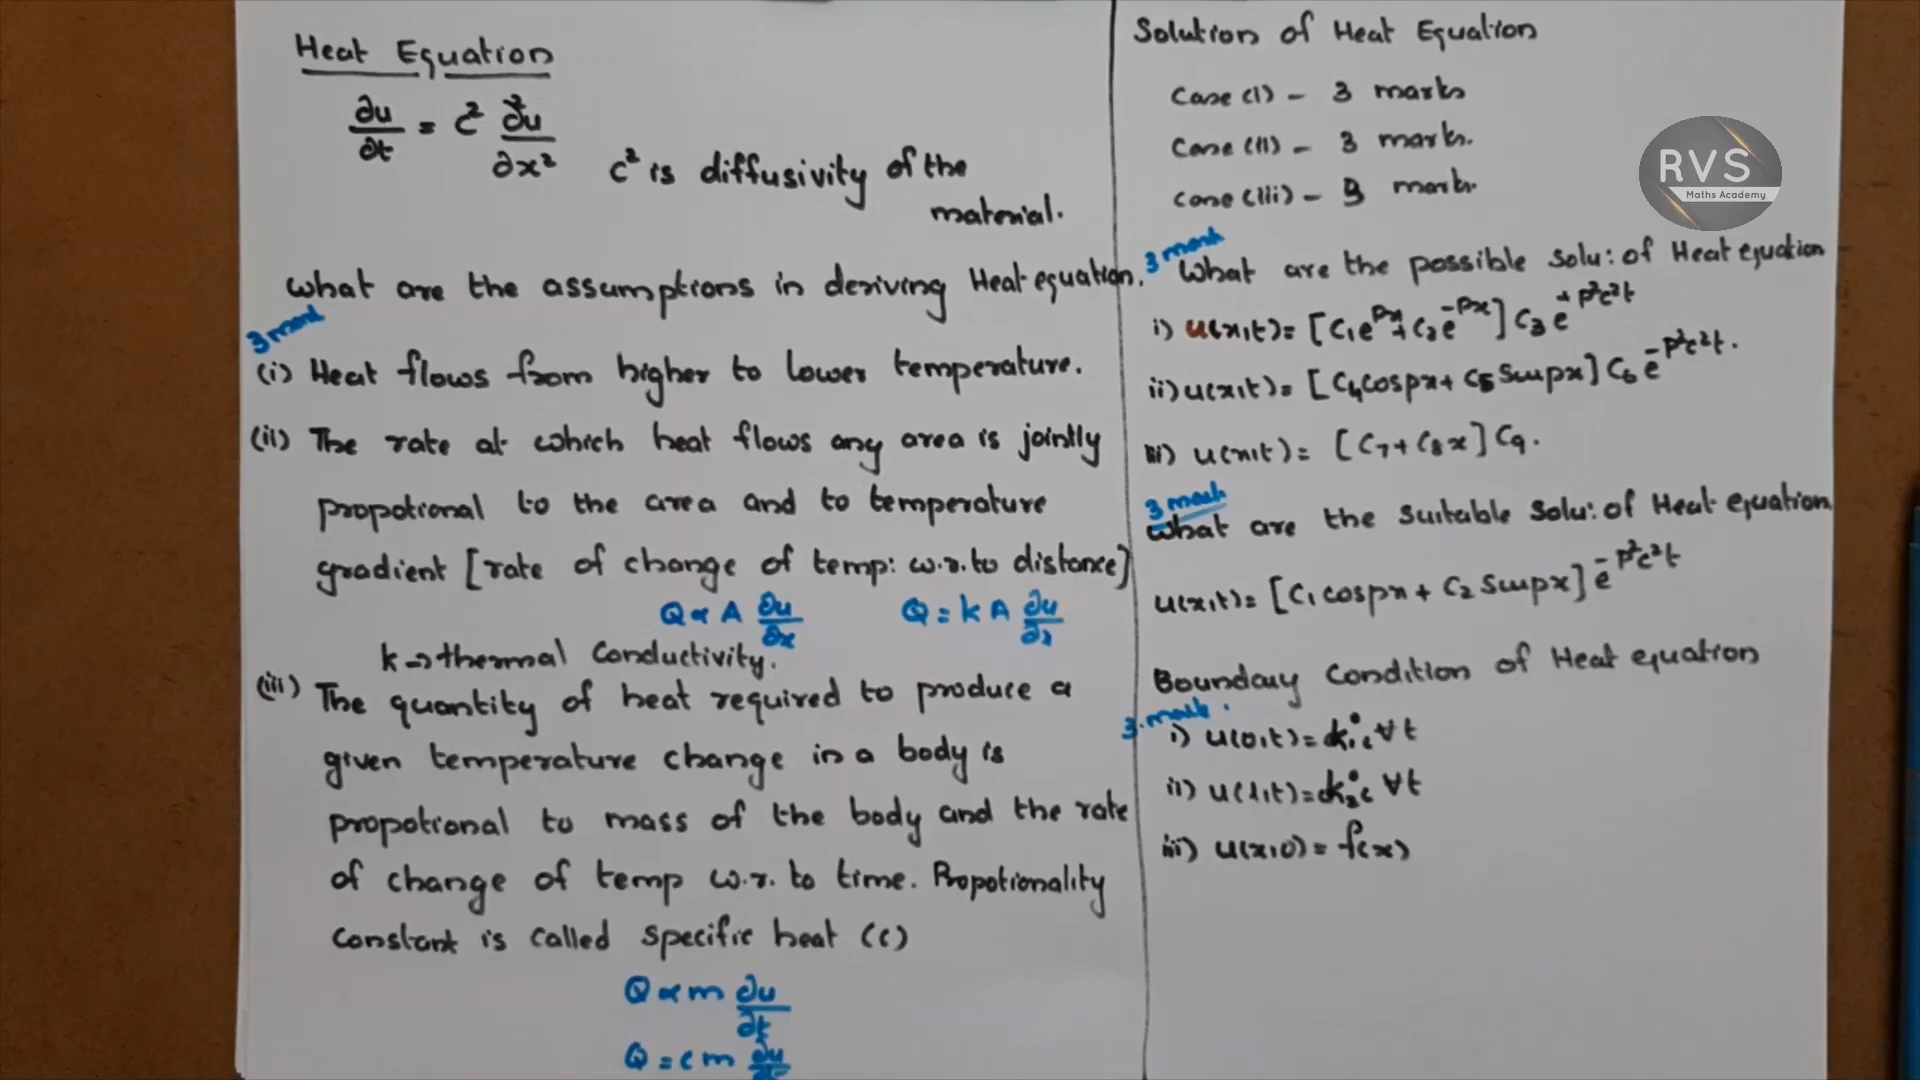 Heat Equation
∂u/∂t = c² ∂²u/∂x²
c² is diffusivity of the
material.
What are the assumptions in deriving Heat equation.
3 mark
(i) Heat flows from higher to lower temperature.
(ii) The rate at which heat flows any area is jointly
propotional to the area and to temperature
gradient [rate of change of temp: w.r.to distance]
Q ∝ A ∂u/∂x Q = k A ∂u/∂x
k → thermal Conductivity.
(iii) The quantity of heat required to produce a
given temperature change in a body is
propotional to mass of the body and the rate
of change of temp w.r. to time. Propotionality
Constant is called specific heat (c)
Q ∝ m ∂u/∂t
Q = c m ∂u/∂t
Solution of Heat Equation
Case (I) - 3 marks
Case (II) - 3 marks.
Case (III) - 3 marks.
RVS
Maths Academy
3 mark
What are the possible Solu: of Heat equation
i) u(x,t) = [C₁e^px + C₂e^-px] C₃ e^+p²c²t
ii) u(x,t) = [C₄cospx + C₅ Sinpx] C₆ e^-p²c²t.
iii) u(x,t) = [C₇ + C₈x] C₉.
3 mark
What are the Suitable Solu: of Heat equation
u(x,t) = [C₁cospx + C₂ Sinpx] e^-p²c²t
Boundary Condition of Heat equation
3. mark.
i) u(0,t) = k₁°c ∀t
ii) u(l,t) = k₂°c ∀t
iii) u(x,0) = f(x)